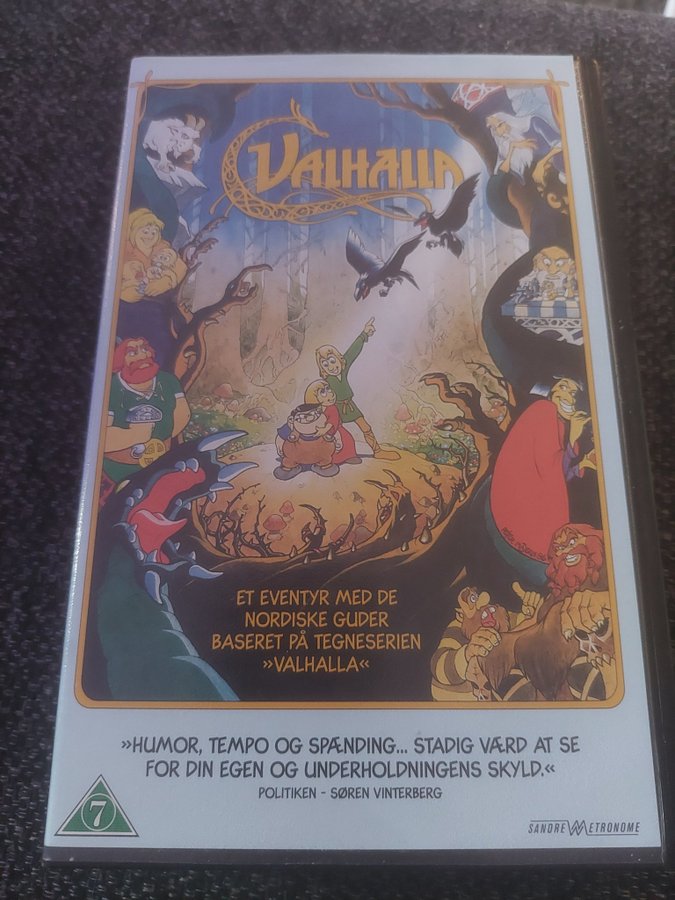 VALHALLA
ET EVENTYR MED DE
NORDISKE GUDER
BASERET PÅ TEGNESERIEN
»VALHALLA«
»HUMOR, TEMPO OG SPÆNDING... STADIG VÆRD AT SE
FOR DIN EGEN OG UNDERHOLDNINGENS SKYLD.«
POLITIKEN - SØREN VINTERBERG
7
SANDREW METRONOME